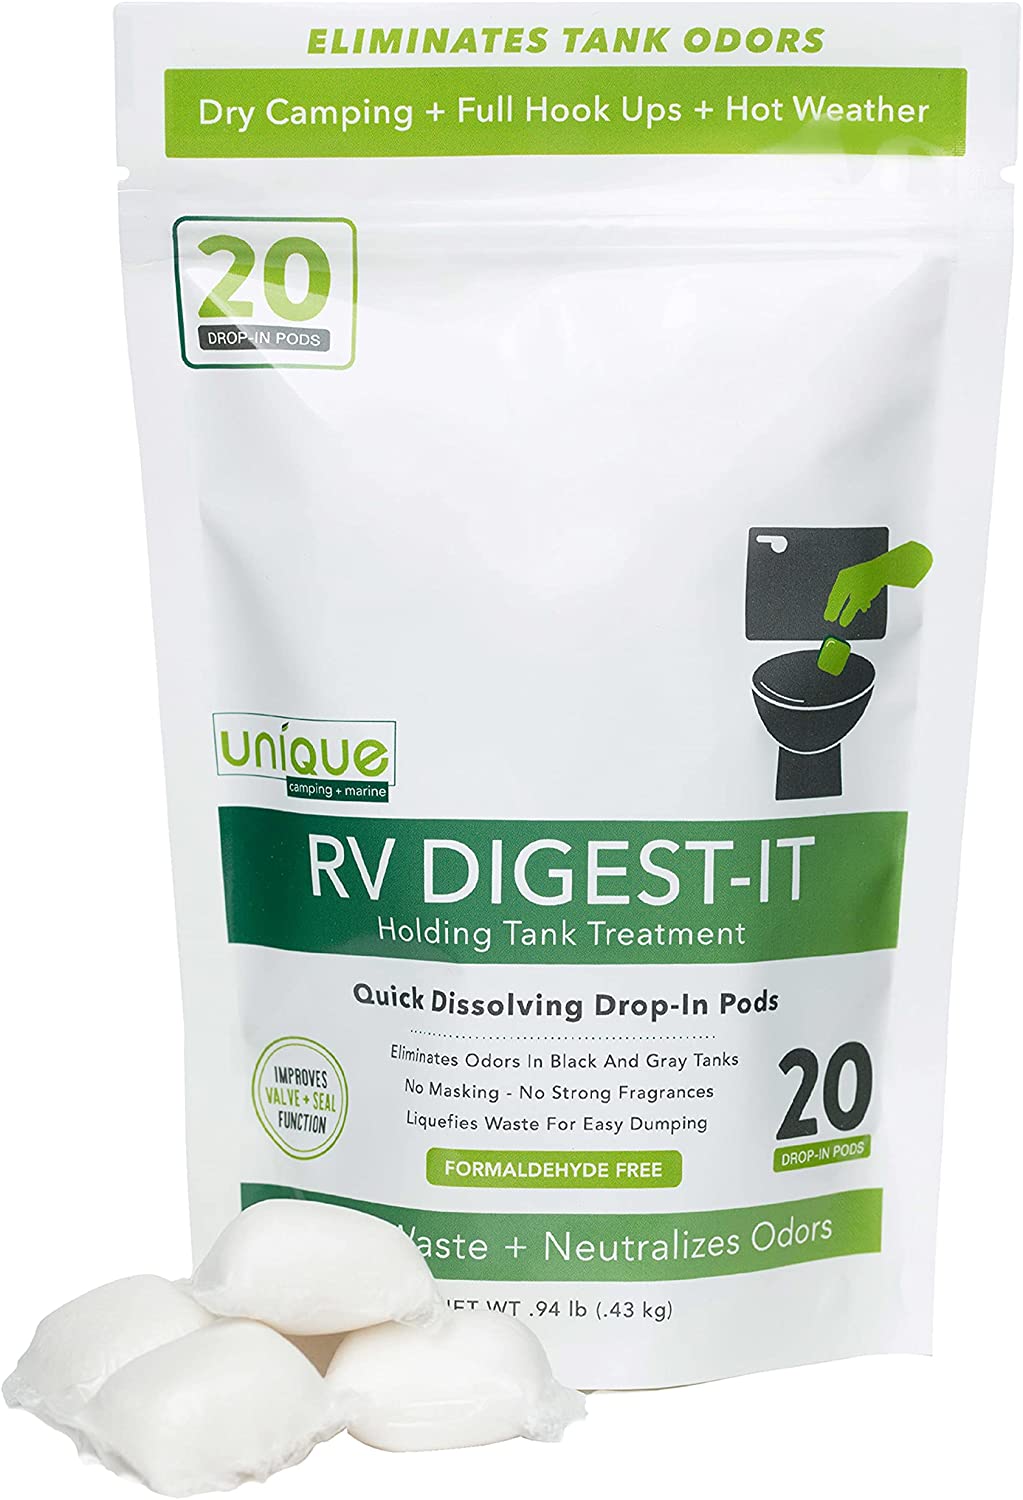 ELIMINATES TANK ODORS
Dry Camping + Full Hook Ups + Hot Weather
20
DROP-IN PODS
unique
camping + marine
RV DIGEST-IT
Holding Tank Treatment
Quick Dissolving Drop-In Pods
Eliminates Odors In Black And Gray Tanks
No Masking - No Strong Fragrances
Liquefies Waste For Easy Dumping
IMPROVES
VALVE + SEAL
FUNCTION
20
DROP-IN PODS
FORMALDEHYDE FREE
+ Neutralizes Odors
WT .94 lb (.43 kg)